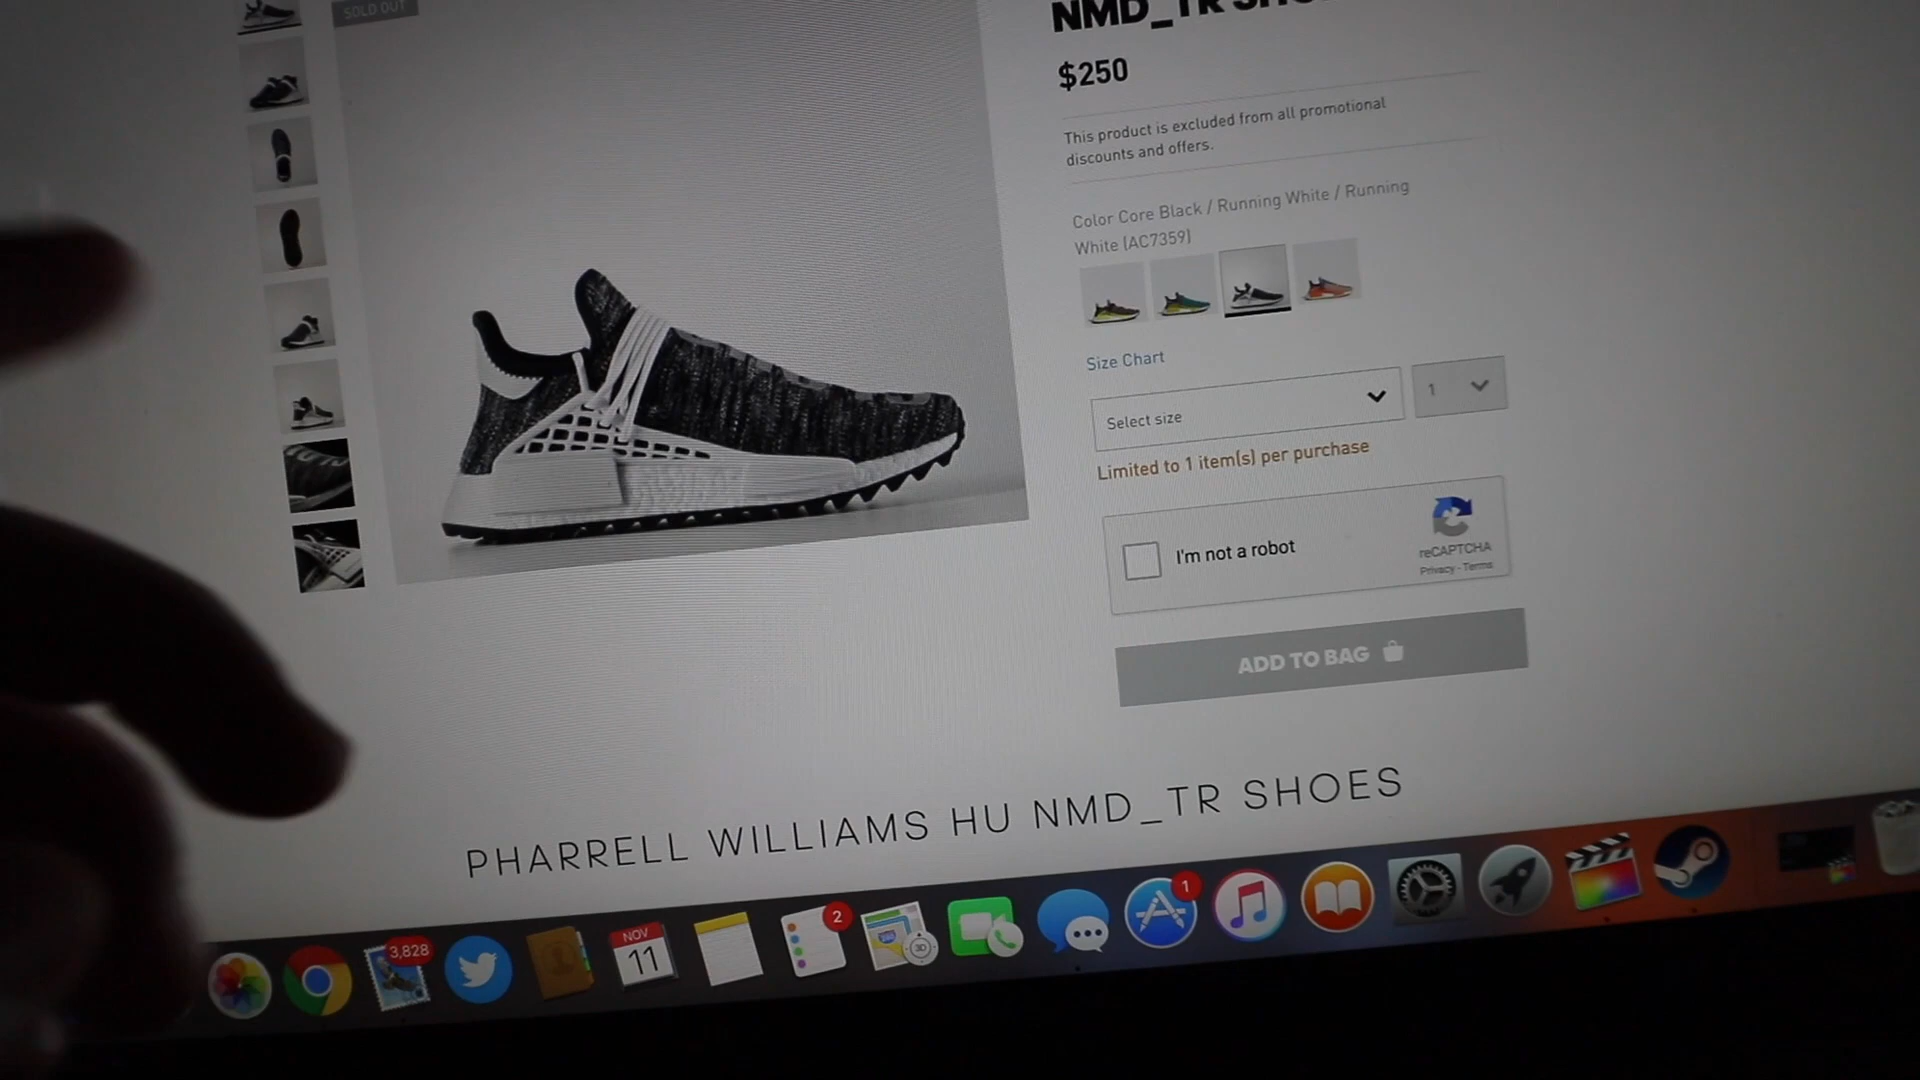 SOLD OUT
NMD_TR
$250
This product is excluded from all promotional
discounts and offers.
Color Core Black / Running White / Running
White (AC7359)
Size Chart
Select size
1
Limited to 1 item(s) per purchase
I'm not a robot
reCAPTCHA
Privacy - Terms
ADD TO BAG
PHARRELL WILLIAMS HU NMD_TR SHOES
3,828
NOV
11
2
3D
1